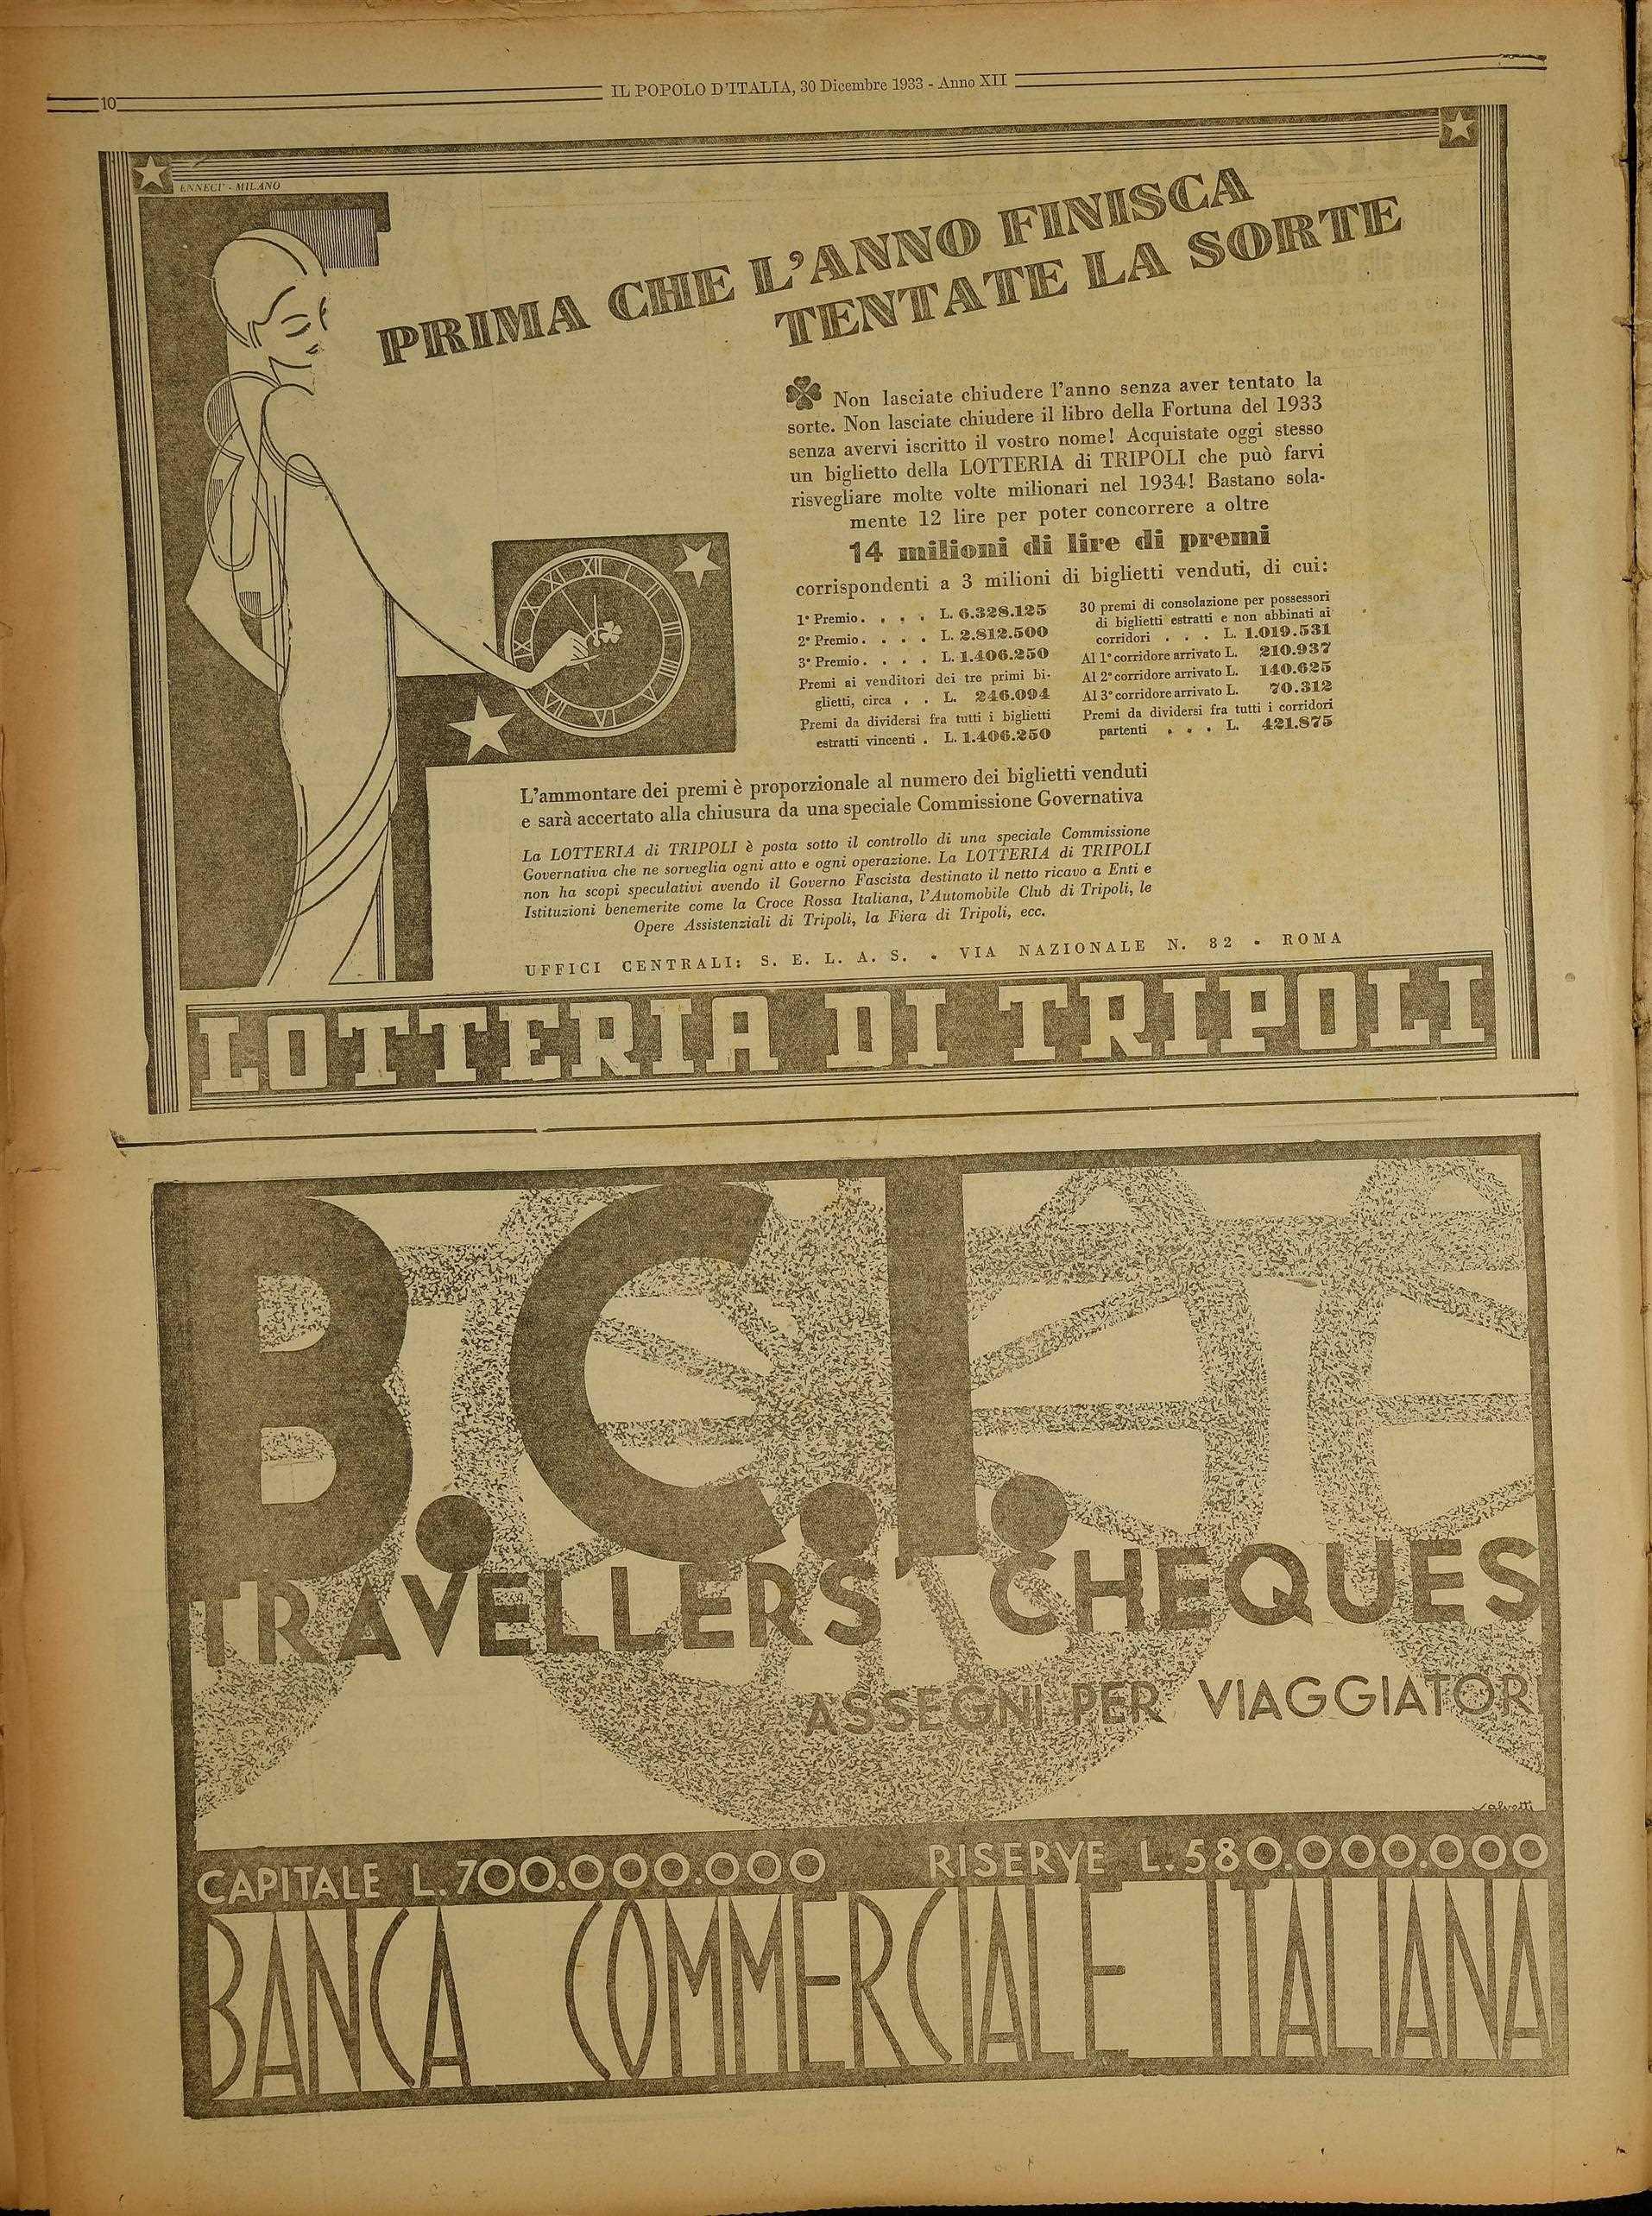 10
IL POPOLO D'ITALIA, 30 Dicembre 1933 - Anno XII
ENNECI - MILANO
PRIMA CHE L'ANNO FINISCA
TENTATE LA SORTE
Non lasciate chiudere l'anno senza aver tentato la
sorte. Non lasciate chiudere il libro della Fortuna del 1933
senza avervi iscritto il vostro nome! Acquistate oggi stesso
un biglietto della LOTTERIA di TRIPOLI che può farvi
risvegliare molte volte milionari nel 1934! Bastano sola-
mente 12 lire per poter concorrere a oltre
14 milioni di lire di premi
corrispondenti a 3 milioni di biglietti venduti, di cui:
1° Premio . . . . L. 6.328.125
2° Premio . . . . L. 2.812.500
3° Premio . . . . L. 1.406.250
Premi ai venditori dei tre primi bi-
glietti, circa . . L. 246.094
Premi da dividersi fra tutti i biglietti
estratti vincenti . L. 1.406.250
30 premi di consolazione per possessori
di biglietti estratti e non abbinati ai
corridori . . . L. 1.019.531
Al 1° corridore arrivato L. 210.937
Al 2° corridore arrivato L. 140.625
Al 3° corridore arrivato L. 70.312
Premi da dividersi fra tutti i corridori
partenti . . . L. 421.875
XII I II III IV V VI VII VIII IX X XI
L'ammontare dei premi è proporzionale al numero dei biglietti venduti
e sarà accertato alla chiusura da una speciale Commissione Governativa
La LOTTERIA di TRIPOLI è posta sotto il controllo di una speciale Commissione
Governativa che ne sorveglia ogni atto e ogni operazione. La LOTTERIA di TRIPOLI
non ha scopi speculativi avendo il Governo Fascista destinato il netto ricavo a Enti e
Istituzioni benemerite come la Croce Rossa Italiana, l'Automobile Club di Tripoli, le
Opere Assistenziali di Tripoli, la Fiera di Tripoli, ecc.
UFFICI CENTRALI: S. E. L. A. S. - VIA NAZIONALE N. 82 - ROMA
LOTTERIA DI TRIPOLI
B.C.I.
TRAVELLERS' CHEQUES
ASSEGNI PER VIAGGIATORI
CAPITALE L. 700.000.000 RISERVE L. 580.000.000
BANCA COMMERCIALE ITALIANA